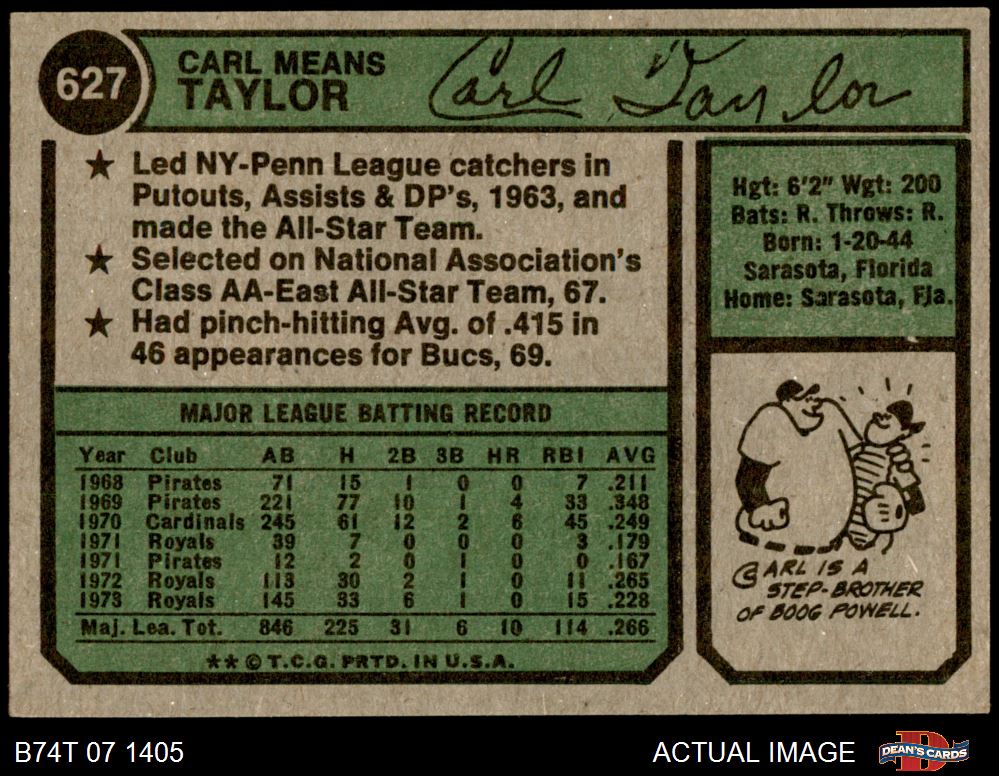 627
CARL MEANS
TAYLOR
Carl Taylor
★ Led NY-Penn League catchers in
Putouts, Assists & DP's, 1963, and
made the All-Star Team.
★ Selected on National Association's
Class AA-East All-Star Team, 67.
★ Had pinch-hitting Avg. of .415 in
46 appearances for Bucs, 69.
Hgt: 6'2" Wgt: 200
Bats: R. Throws: R.
Born: 1-20-44
Sarasota, Florida
Home: Sarasota, Fla.
MAJOR LEAGUE BATTING RECORD
Year Club AB H 2B 3B HR RBI AVG
1968 Pirates 71 15 1 0 0 7 .211
1969 Pirates 221 77 10 1 4 33 .348
1970 Cardinals 245 61 12 2 6 45 .249
1971 Royals 39 7 0 0 0 3 .179
1971 Pirates 12 2 0 1 0 0 .167
1972 Royals 113 30 2 1 0 11 .265
1973 Royals 145 33 6 1 0 15 .228
Maj. Lea. Tot. 846 225 31 6 10 114 .266
** © T.C.G. PRTD. IN U.S.A.
CARL IS A
STEP-BROTHER
OF BOOG POWELL.
B74T 07 1405
ACTUAL IMAGE
DEAN'S CARDS